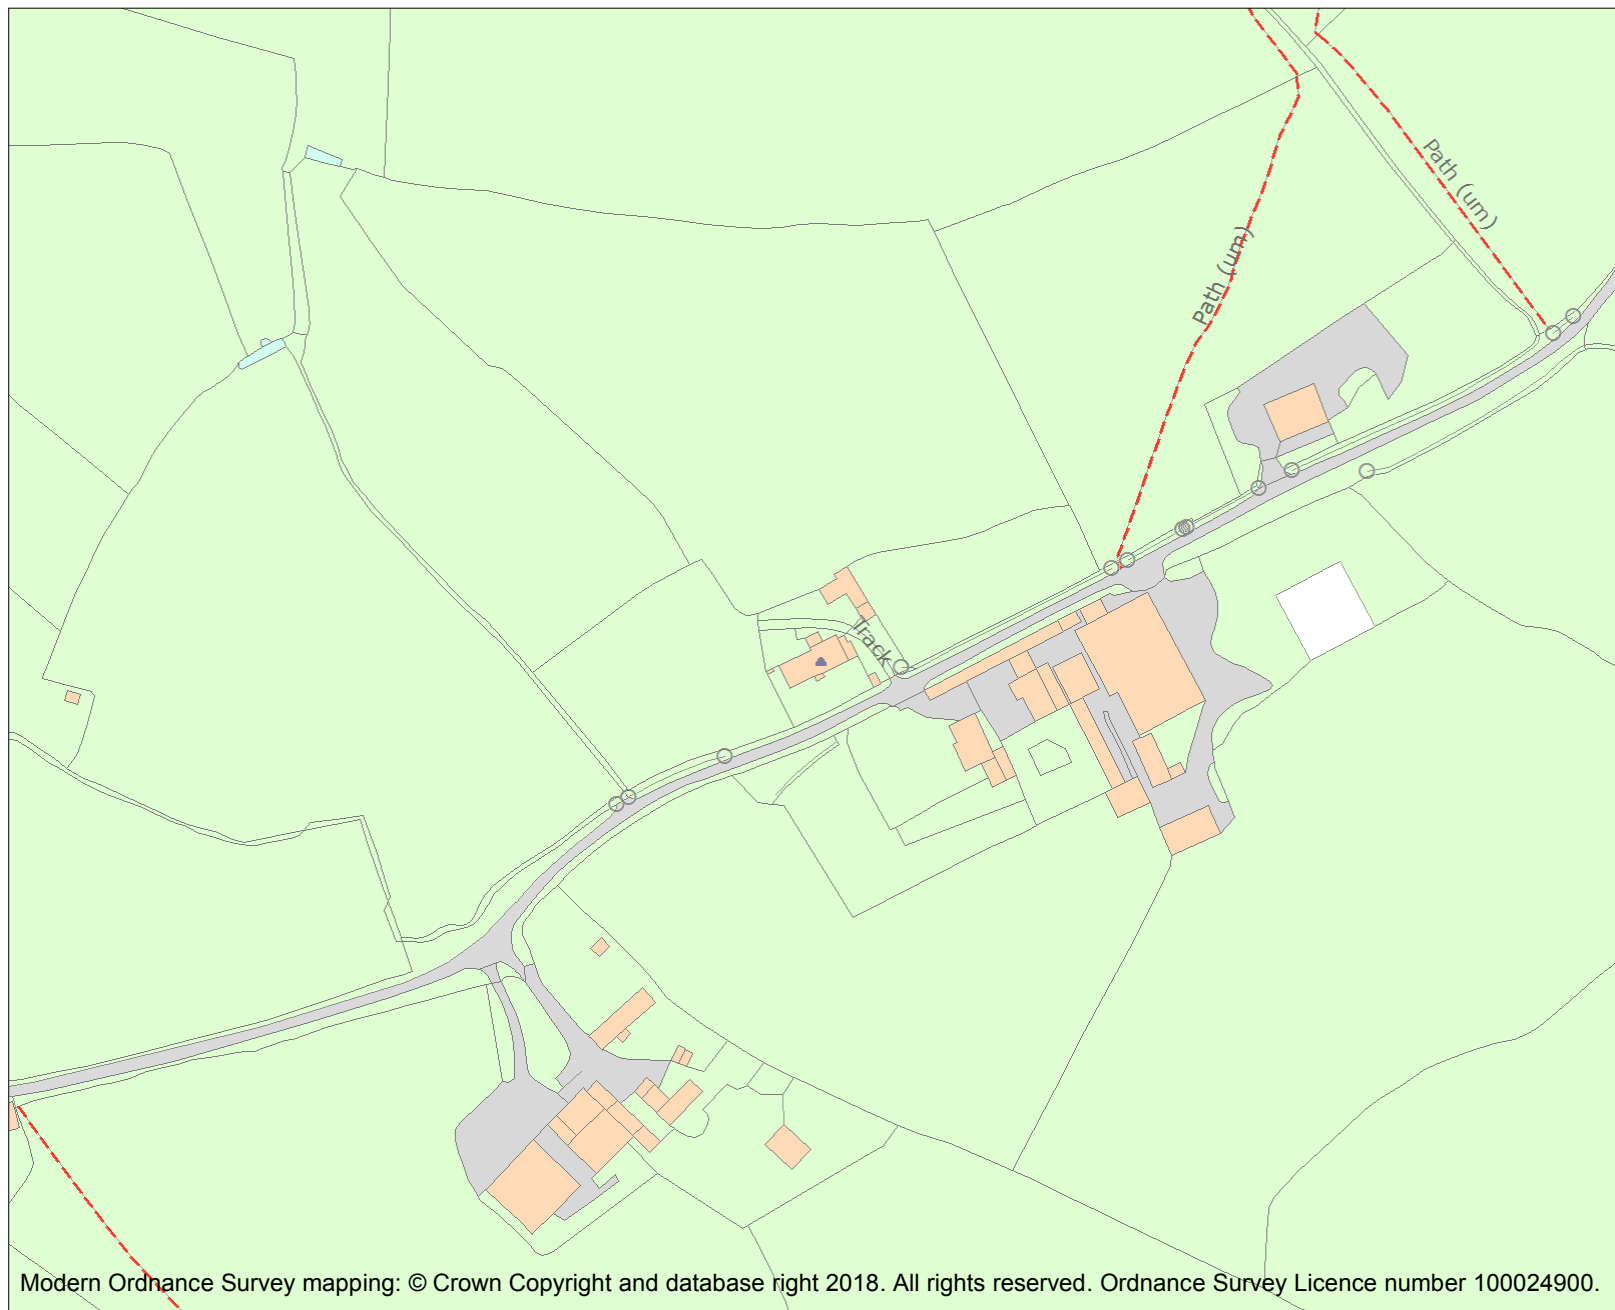 Path (um)
Path (um)
Track
Modern Ordnance Survey mapping: © Crown Copyright and database right 2018. All rights reserved. Ordnance Survey Licence number 100024900.